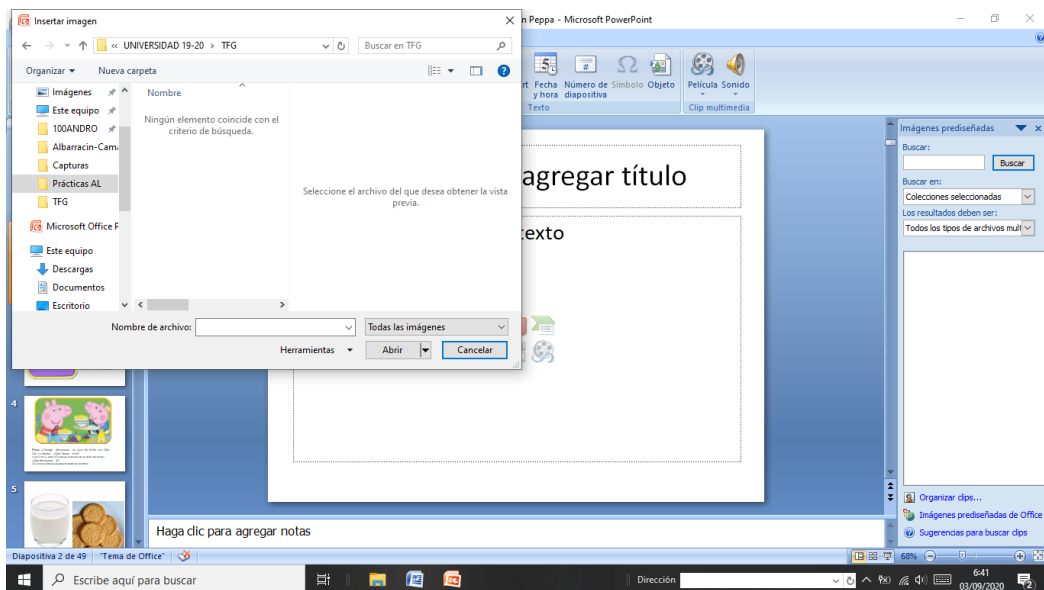 Insertar imagen
n Peppa - Microsoft PowerPoint
« UNIVERSIDAD 19-20 > TFG
Buscar en TFG
Organizar
Nueva carpeta
Imágenes
Este equipo
100ANDRO
Albarracin-Cam
Capturas
Prácticas AL
TFG
Microsoft Office P
Este equipo
Descargas
Documentos
Escritorio
Nombre
Ningún elemento coincide con el
criterio de búsqueda.
Seleccione el archivo del que desea obtener la vista
previa.
Nombre de archivo:
Todas las imágenes
Herramientas
Abrir
Cancelar
rt Fecha y hora
Número de diapositiva
Símbolo
Objeto
Texto
Película
Sonido
Clip multimedia
agregar título
texto
Imágenes prediseñadas
Buscar:
Buscar
Buscar en:
Colecciones seleccionadas
Los resultados deben ser:
Todos los tipos de archivos mult
Organizar clips...
Imágenes prediseñadas de Office
Sugerencias para buscar clips
4
5
Haga clic para agregar notas
Diapositiva 2 de 49
"Tema de Office"
68%
Escribe aquí para buscar
Dirección
6:41
03/09/2020